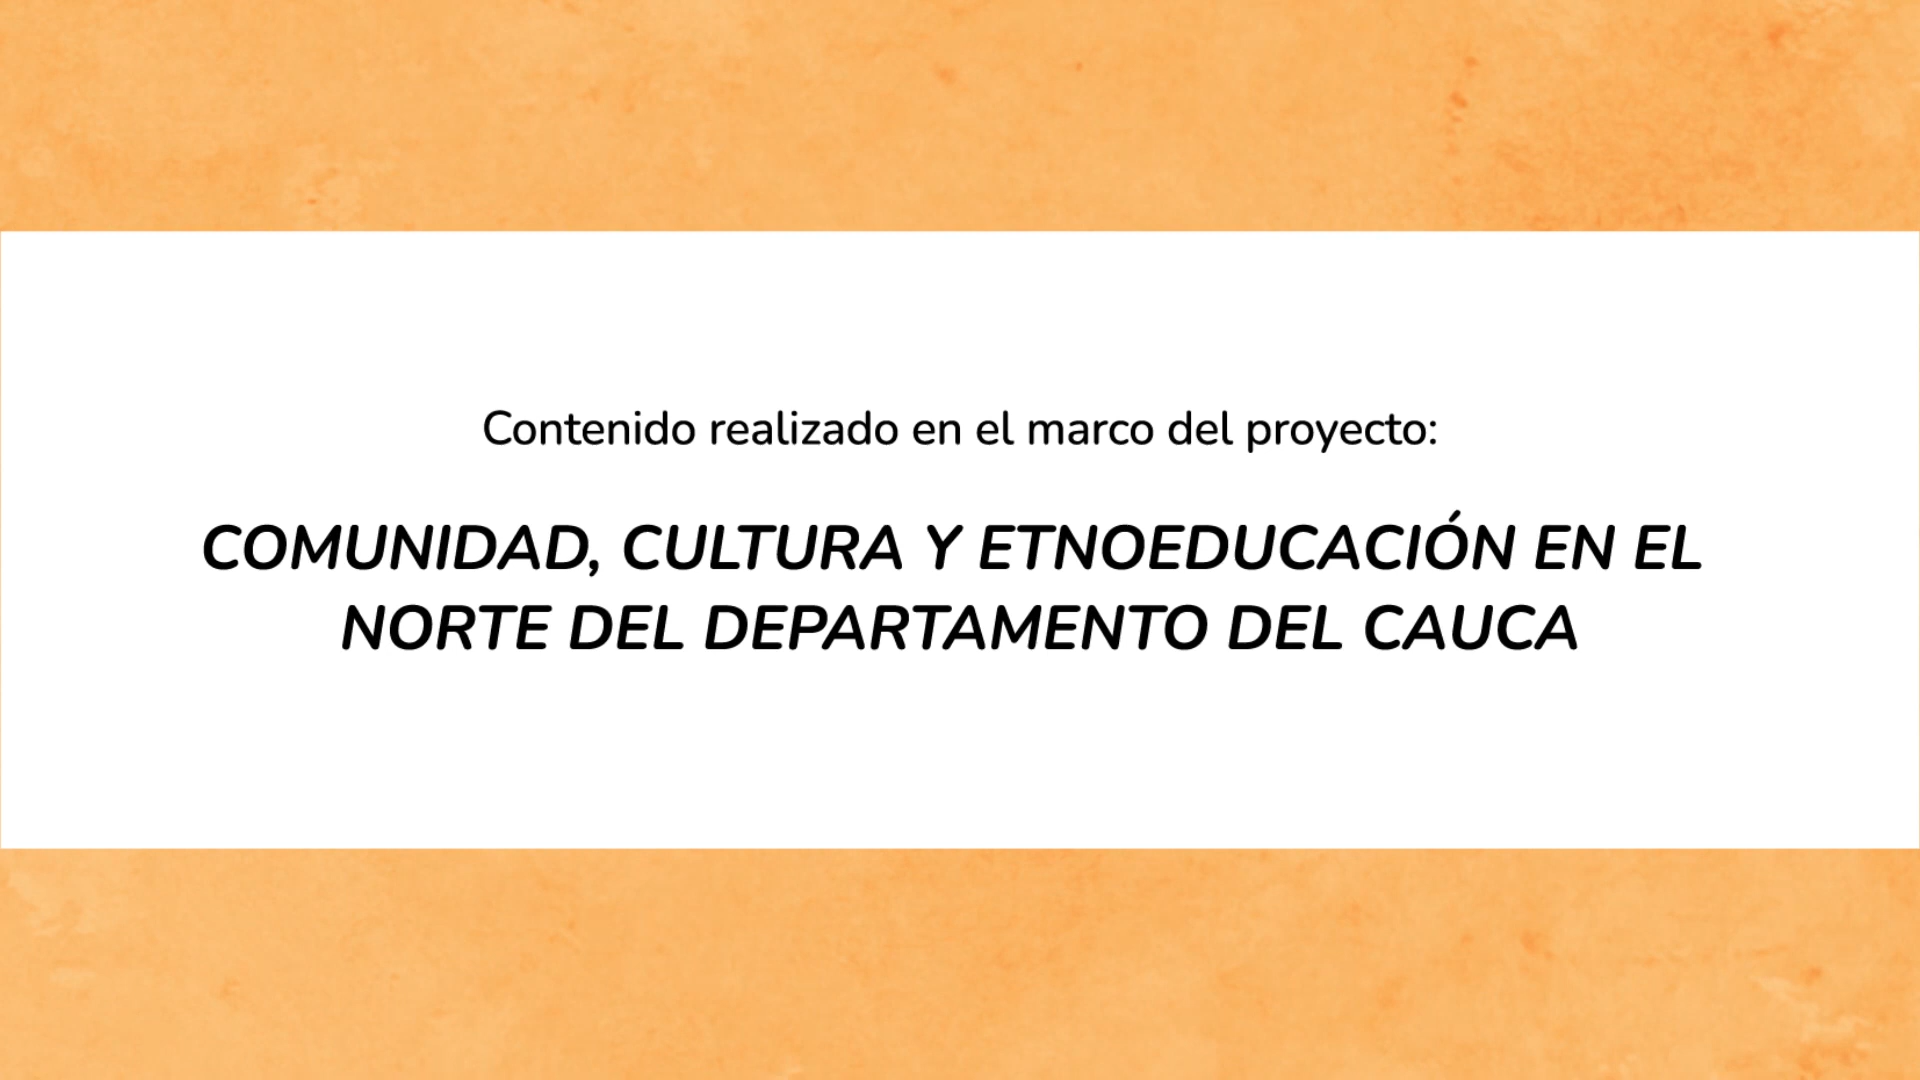 Contenido realizado en el marco del proyecto:
COMUNIDAD, CULTURA Y ETNOEDUCACIÓN EN EL
NORTE DEL DEPARTAMENTO DEL CAUCA